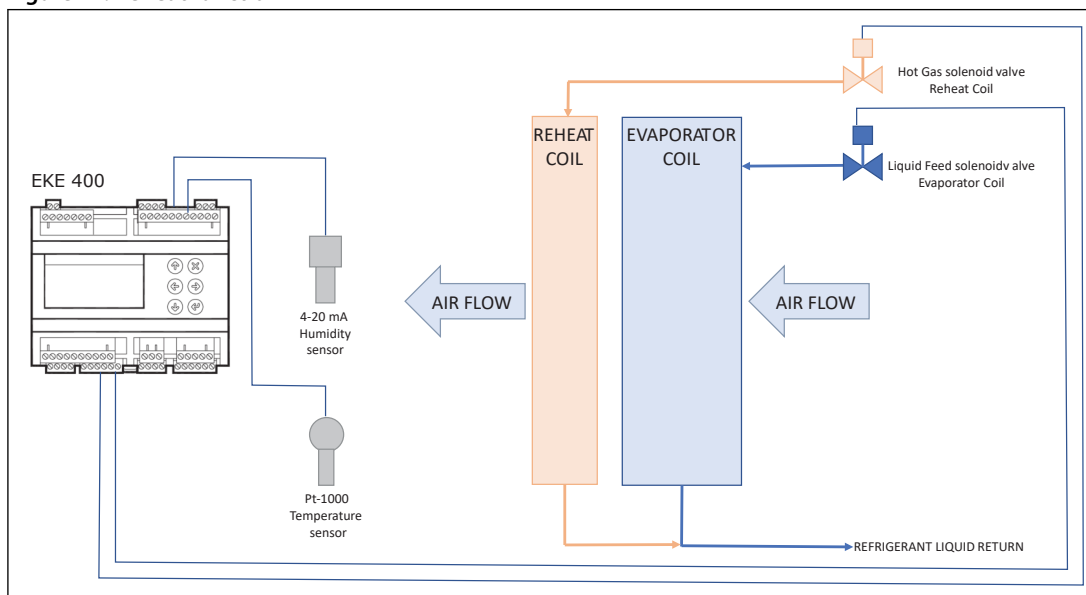 Hot Gas solenoid valve
Reheat Coil
REHEAT
COIL
EVAPORATOR
COIL
Liquid Feed solenoidv alve
Evaporator Coil
EKE 400
AIR FLOW
AIR FLOW
4-20 mA
Humidity
sensor
Pt-1000
Temperature
sensor
REFRIGERANT LIQUID RETURN